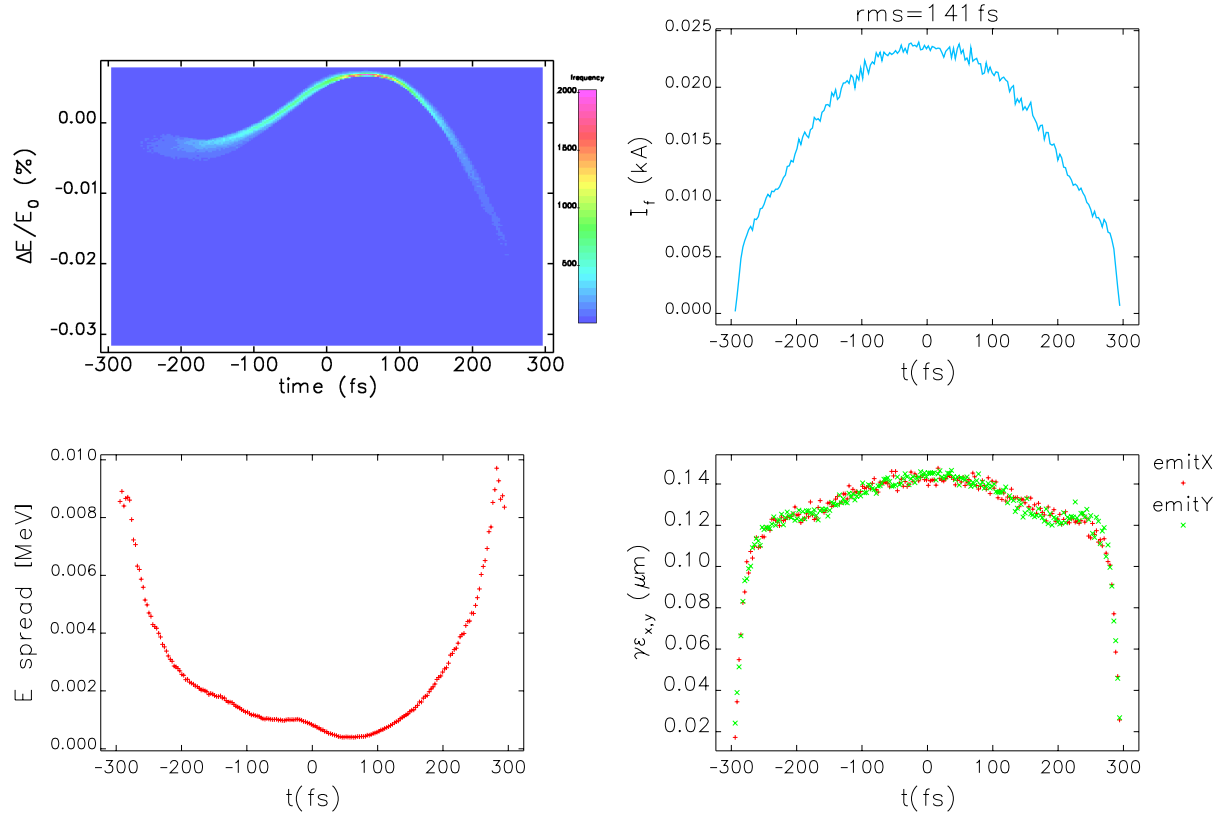 frequency
2000
1500
1000
500
0.00
-0.01
-0.02
-0.03
ΔE/E0 (%)
-300 -200 -100 0 100 200 300
time (fs)
rms=141fs
0.025
0.020
0.015
0.010
0.005
0.000
I_f (kA)
-300 -200 -100 0 100 200 300
t(fs)
0.010
0.008
0.006
0.004
0.002
0.000
E spread [MeV]
-300 -200 -100 0 100 200 300
t(fs)
emitX
emitY
0.14
0.12
0.10
0.08
0.06
0.04
0.02
γε_x,y (μm)
-300 -200 -100 0 100 200 300
t(fs)